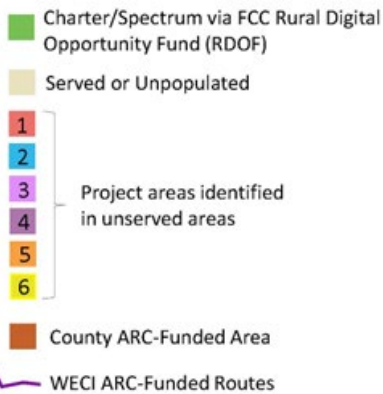 Charter/Spectrum via FCC Rural Digital
Opportunity Fund (RDOF)
Served or Unpopulated
1
2
3
Project areas identified
4
in unserved areas
5
6
County ARC-Funded Area
WECI ARC-Funded Routes